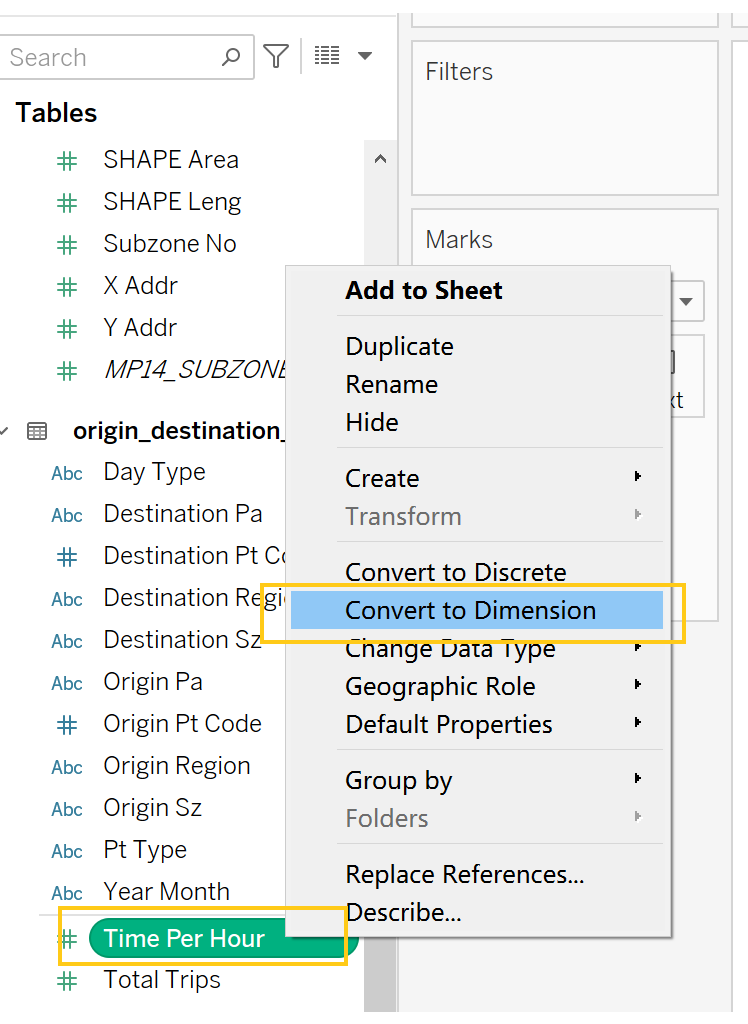 Search
Tables
SHAPE Area
SHAPE Leng
Subzone No
X Addr
Y Addr
MP14_SUBZONE
origin_destination_
Abc Day Type
Abc Destination Pa
Destination Pt Co
Abc Destination Regi
Abc Destination Sz
Abc Origin Pa
Origin Pt Code
Abc Origin Region
Abc Origin Sz
Abc Pt Type
Abc Year Month
Time Per Hour
Total Trips
Filters
Marks
xt
Add to Sheet
Duplicate
Rename
Hide
Create
Transform
Convert to Discrete
Convert to Dimension
Change Data Type
Geographic Role
Default Properties
Group by
Folders
Replace References...
Describe...